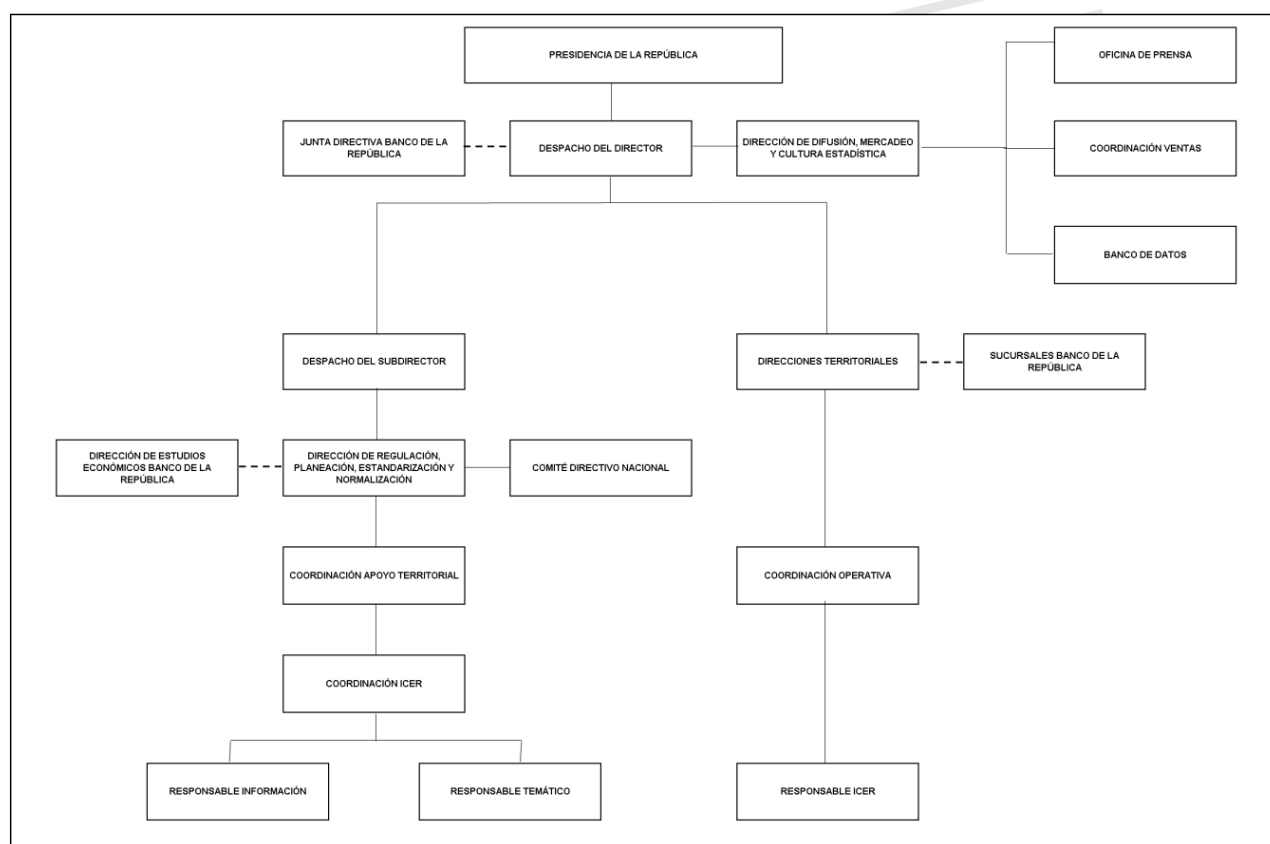 PRESIDENCIA DE LA REPÚBLICA
OFICINA DE PRENSA
JUNTA DIRECTIVA BANCO DE LA
REPÚBLICA
DESPACHO DEL DIRECTOR
DIRECCIÓN DE DIFUSIÓN, MERCADEO
Y CULTURA ESTADÍSTICA
COORDINACIÓN VENTAS
BANCO DE DATOS
DESPACHO DEL SUBDIRECTOR
DIRECCIONES TERRITORIALES
SUCURSALES BANCO DE LA
REPÚBLICA
DIRECCIÓN DE ESTUDIOS
ECONÓMICOS BANCO DE LA
REPÚBLICA
DIRECCIÓN DE REGULACIÓN,
PLANEACIÓN, ESTANDARIZACIÓN Y
NORMALIZACIÓN
COMITÉ DIRECTIVO NACIONAL
COORDINACIÓN APOYO TERRITORIAL
COORDINACIÓN OPERATIVA
COORDINACIÓN ICER
RESPONSABLE INFORMACIÓN
RESPONSABLE TEMÁTICO
RESPONSABLE ICER